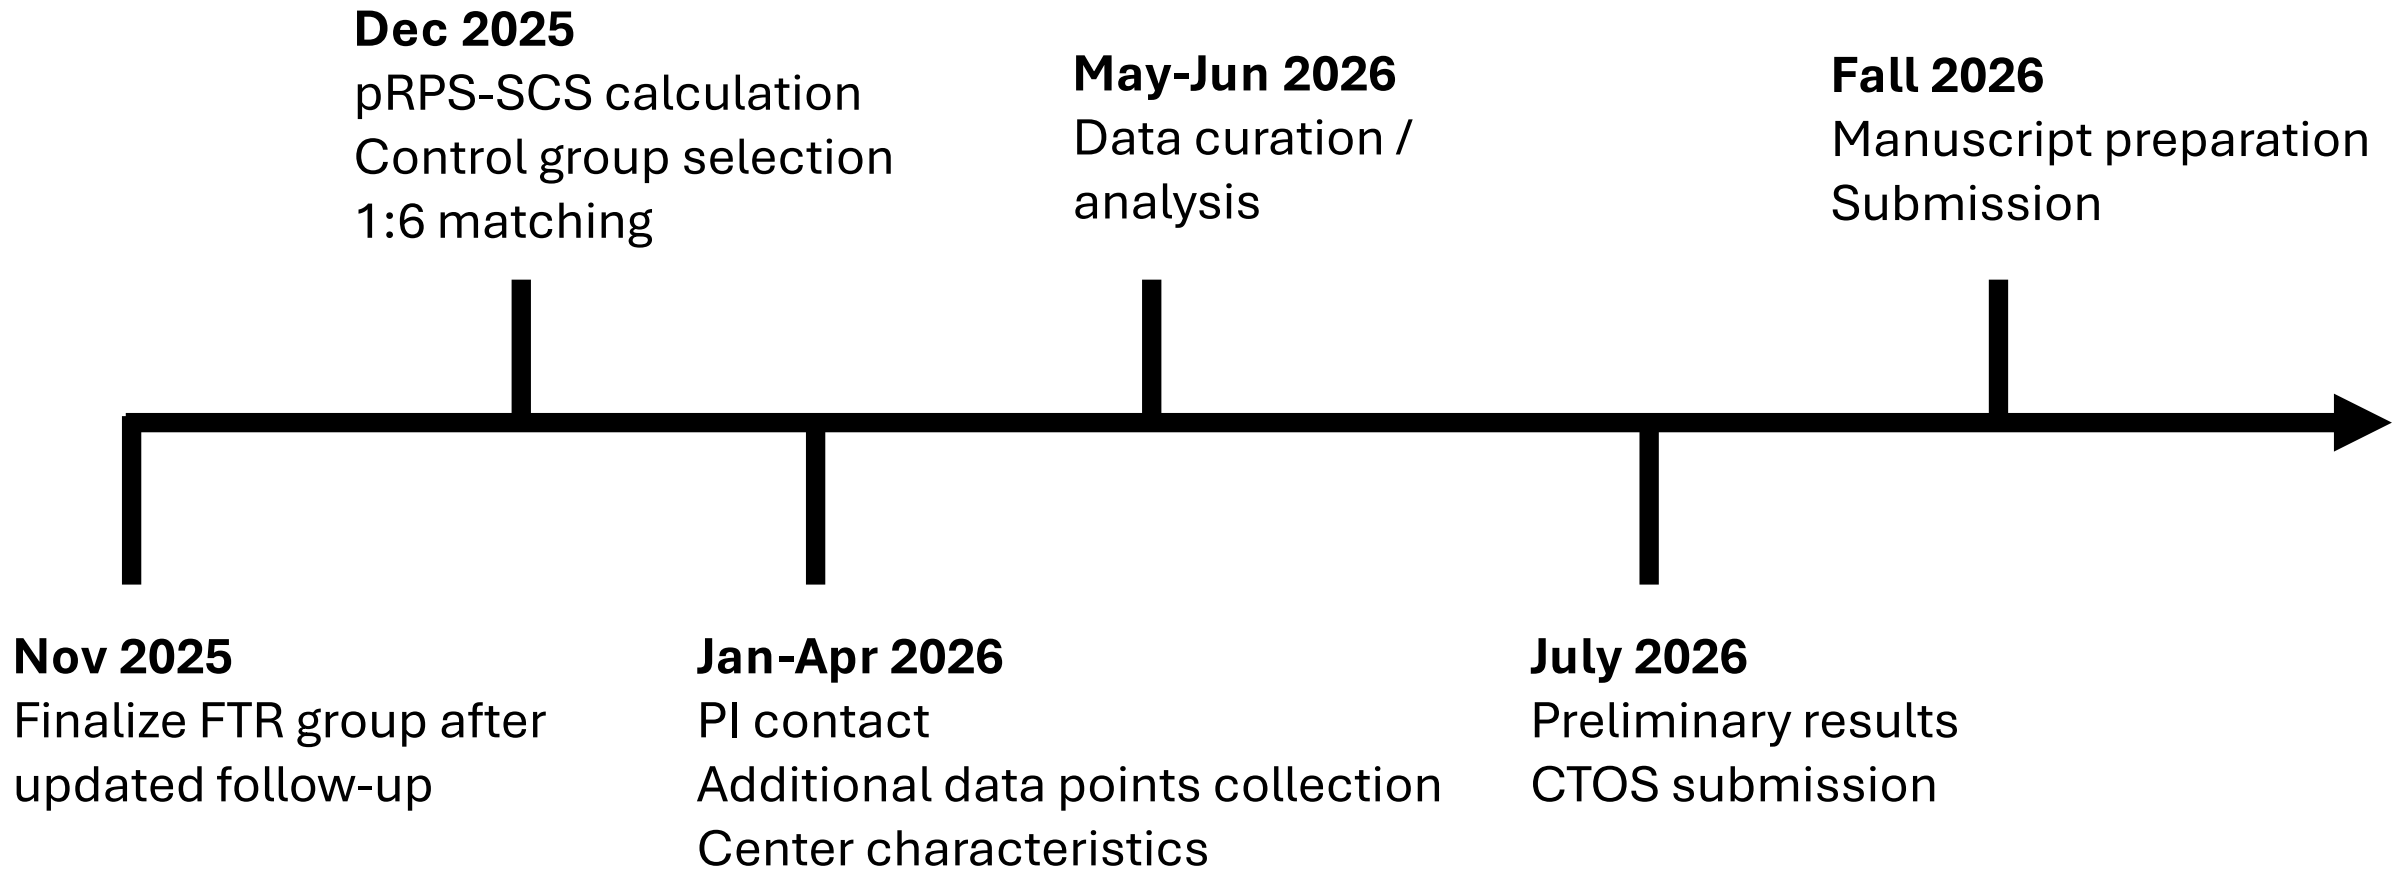 Dec 2025
pRPS-SCS calculation
Control group selection
1:6 matching
May-Jun 2026
Data curation /
analysis
Fall 2026
Manuscript preparation
Submission
Nov 2025
Finalize FTR group after
updated follow-up
Jan-Apr 2026
PI contact
Additional data points collection
Center characteristics
July 2026
Preliminary results
CTOS submission